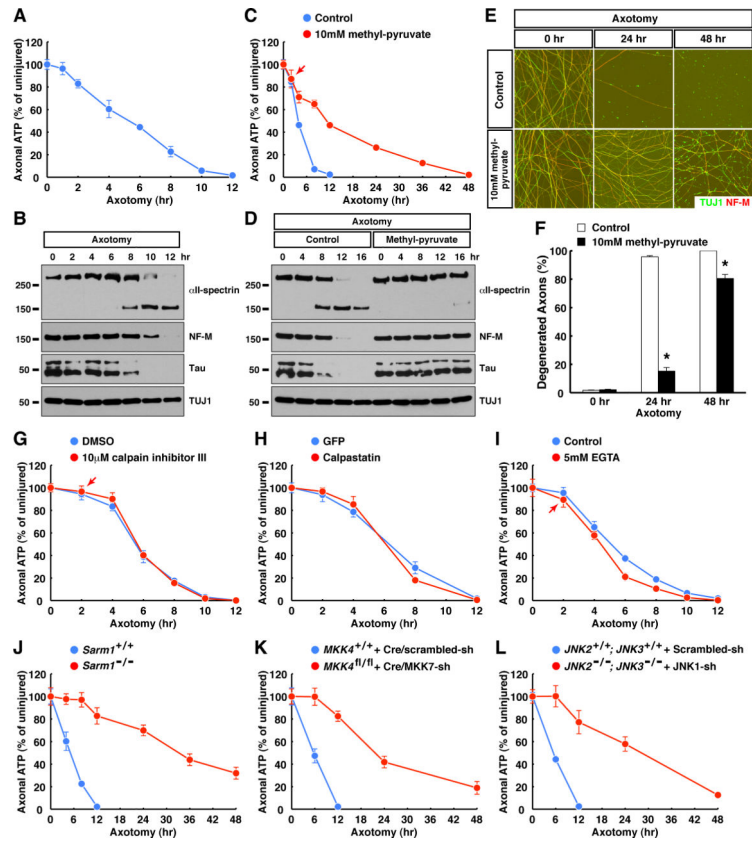 A
Axonal ATP (% of uninjured)
120
100
80
60
40
20
0
0 2 4 6 8 10 12
Axotomy (hr)
C
Control
10mM methyl-pyruvate
Axonal ATP (% of uninjured)
120
100
80
60
40
20
0
0 6 12 18 24 30 36 42 48
Axotomy (hr)
E
Axotomy
0 hr 24 hr 48 hr
Control
10mM methyl-
pyruvate
TUJ1 NF-M
B
Axotomy
0 2 4 6 8 10 12 hr
250
150
αII-spectrin
150
NF-M
50
Tau
50
TUJ1
D
Axotomy
Control Methyl-pyruvate
0 4 8 12 16 0 4 8 12 16 hr
250
150
αII-spectrin
150
NF-M
50
Tau
50
TUJ1
F
Control
10mM methyl-pyruvate
Degenerated Axons (%)
100
80
60
40
20
0
* *
0 hr 24 hr 48 hr
Axotomy
G
DMSO
10μM calpain inhibitor III
Axonal ATP (% of uninjured)
120
100
80
60
40
20
0
0 2 4 6 8 10 12
Axotomy (hr)
H
GFP
Calpastatin
Axonal ATP (% of uninjured)
120
100
80
60
40
20
0
0 2 4 6 8 10 12
Axotomy (hr)
I
Control
5mM EGTA
Axonal ATP (% of uninjured)
120
100
80
60
40
20
0
0 2 4 6 8 10 12
Axotomy (hr)
J
Sarm1+/+
Sarm1−/−
Axonal ATP (% of uninjured)
120
100
80
60
40
20
0
0 6 12 18 24 30 36 42 48
Axotomy (hr)
K
MKK4+/+ + Cre/scrambled-sh
MKK4fl/fl + Cre/MKK7-sh
Axonal ATP (% of uninjured)
120
100
80
60
40
20
0
0 6 12 18 24 30 36 42 48
Axotomy (hr)
L
JNK2+/+; JNK3+/+ + Scrambled-sh
JNK2−/−; JNK3−/− + JNK1-sh
Axonal ATP (% of uninjured)
120
100
80
60
40
20
0
0 6 12 18 24 30 36 42 48
Axotomy (hr)